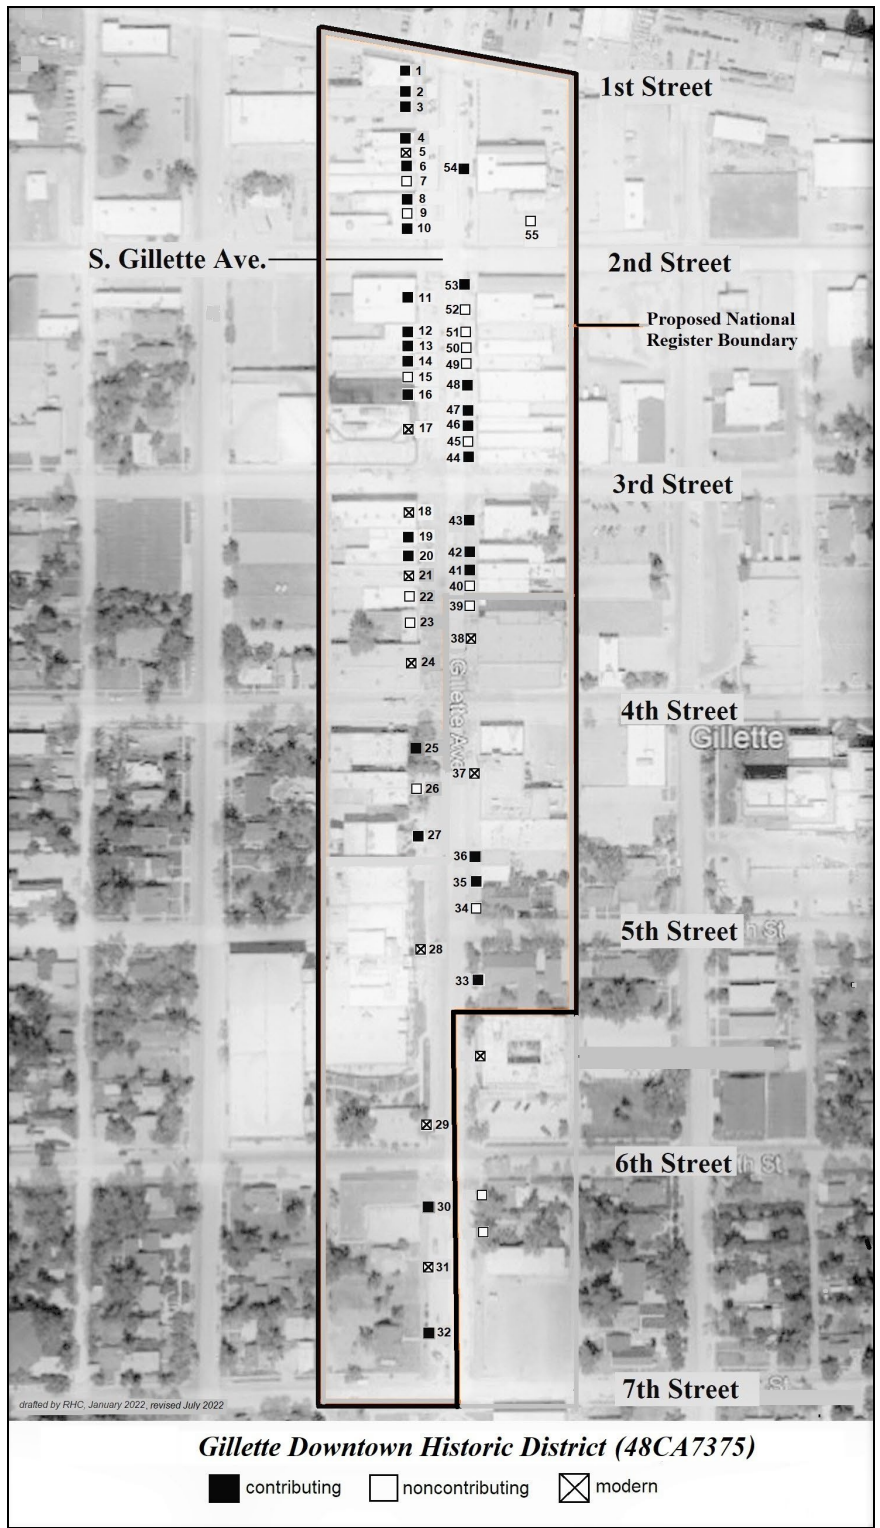 1st Street
1
2
3
4
5
6
7
8
9
10
54
55
S. Gillette Ave.
2nd Street
53
11
52
Proposed National
Register Boundary
12
51
13
50
14
49
15
48
16
47
46
17
45
44
3rd Street
18
43
19
42
20
41
21
40
22
39
23
38
24
Gillette Ave
4th Street
Gillette
25
37
26
27
36
35
34
5th Street
h St
28
33
29
6th Street
th St
30
31
32
7th Street
St
drafted by RHC, January 2022, revised July 2022
Gillette Downtown Historic District (48CA7375)
contributing
noncontributing
modern